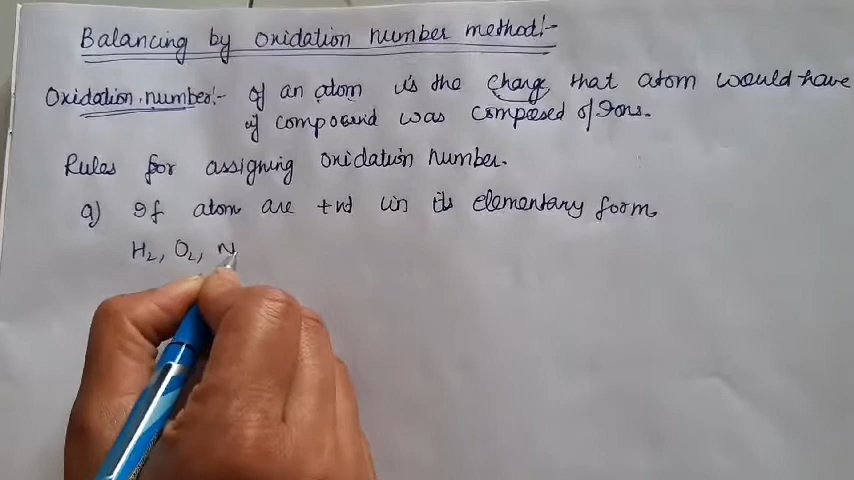 Balancing by oxidation number method:-
Oxidation number:- of an atom is the charge that atom would have
if compound was composed of Ions.
Rules for assigning oxidation number.
a) If atom are +nt in its elementary form
H2, O2, N